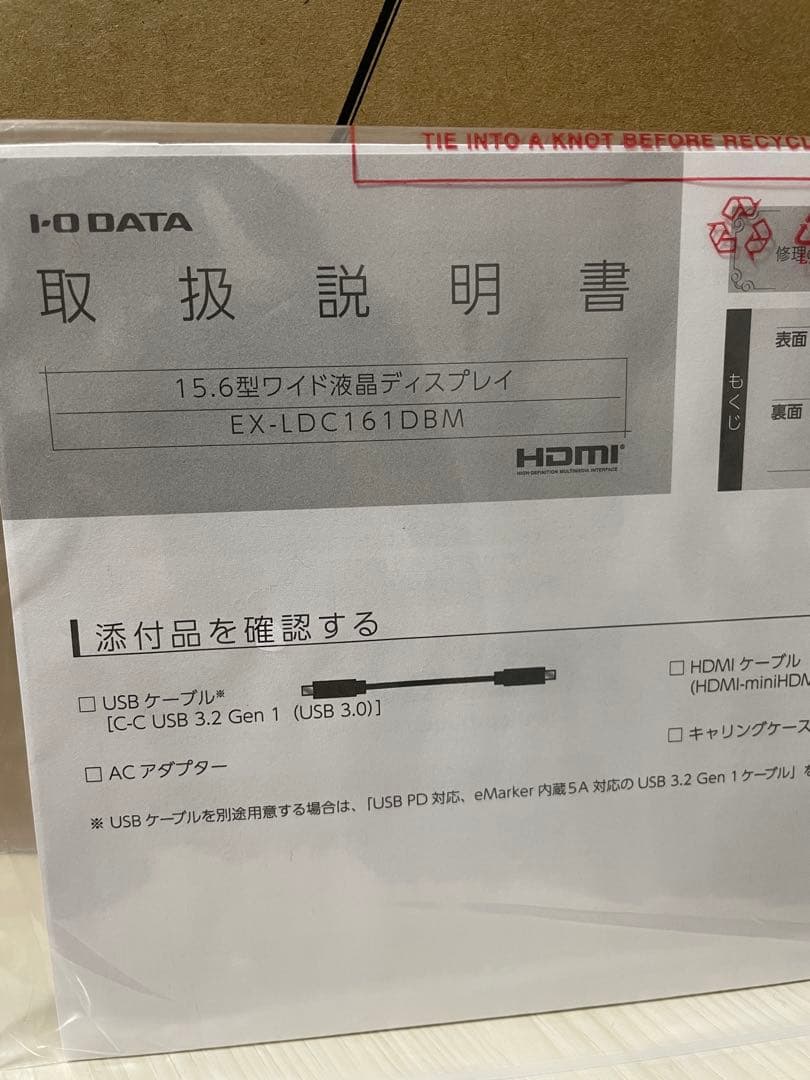 TIE INTO A KNOT BEFORE
I-O DATA
取扱説明書
15.6型ワイド液晶ディスプレイ
EX-LDC161DBM
HDMI®
HIGH-DEFINITION MULTIMEDIA INTERFACE
修理
もくじ
表面
裏面
添付品を確認する
□ USB ケーブル※
[C-C USB 3.2 Gen 1（USB 3.0）]
□ AC アダプター
□ HDMI ケーブル
(HDMI-miniHDM
□ キャリングケース
※ USB ケーブルを別途用意する場合は、「USB PD 対応、eMarker 内蔵 5A 対応の USB 3.2 Gen 1 ケーブル」を